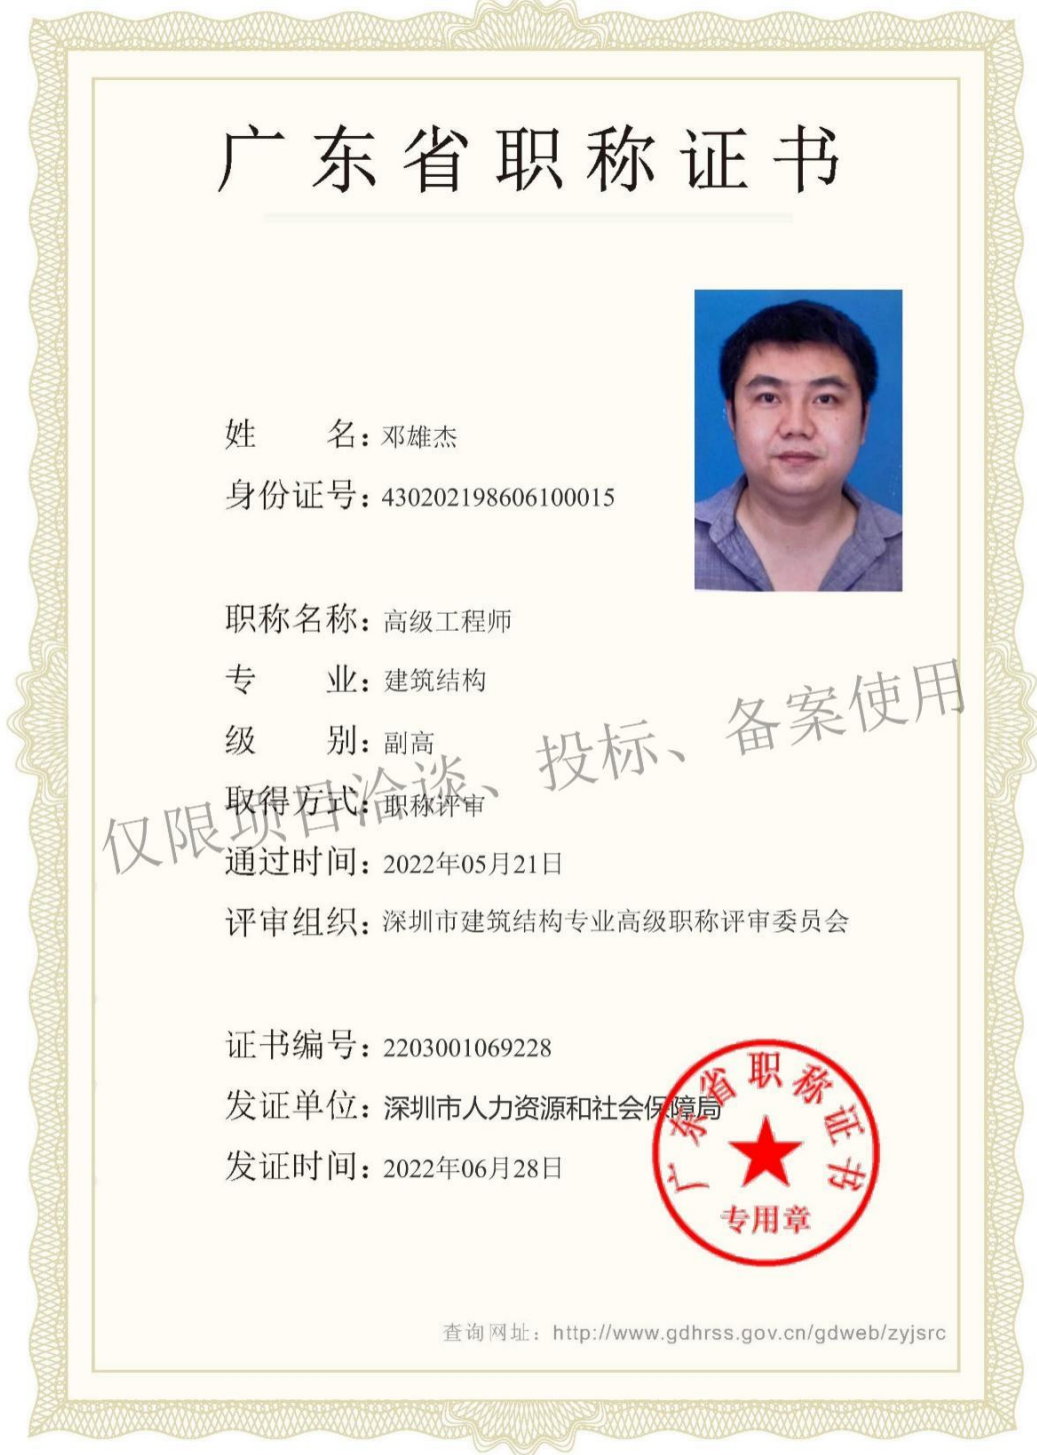 广东省职称证书
姓 名：邓雄杰
身份证号：430202198606100015
职称名称：高级工程师
专 业：建筑结构
级 别：副高
取得方式：职称评审
通过时间：2022年05月21日
评审组织：深圳市建筑结构专业高级职称评审委员会
仅限项目洽谈、投标、备案使用
证书编号：2203001069228
发证单位：深圳市人力资源和社会保障局
发证时间：2022年06月28日
广东省职称证书
专用章
查询网址：http://www.gdhrss.gov.cn/gdweb/zyjsrc